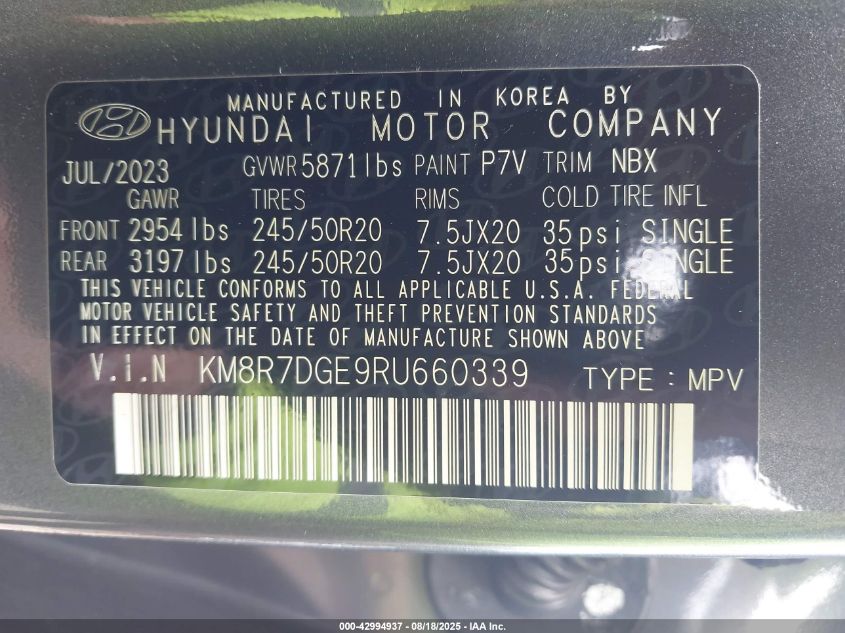 MANUFACTURED IN KOREA BY
HYUNDAI MOTOR COMPANY
JUL/2023 GVWR 5871lbs PAINT P7V TRIM NBX
GAWR TIRES RIMS COLD TIRE INFL
FRONT 2954 lbs 245/50R20 7.5JX20 35psi SINGLE
REAR 3197 lbs 245/50R20 7.5JX20 35psi SINGLE
THIS VEHICLE CONFORMS TO ALL APPLICABLE U.S.A. FEDERAL
MOTOR VEHICLE SAFETY AND THEFT PREVENTION STANDARDS
IN EFFECT ON THE DATE OF MANUFACTURE SHOWN ABOVE
V.i.N KM8R7DGE9RU660339 TYPE : MPV
000-42994937 - 08/18/2025 - IAA Inc.